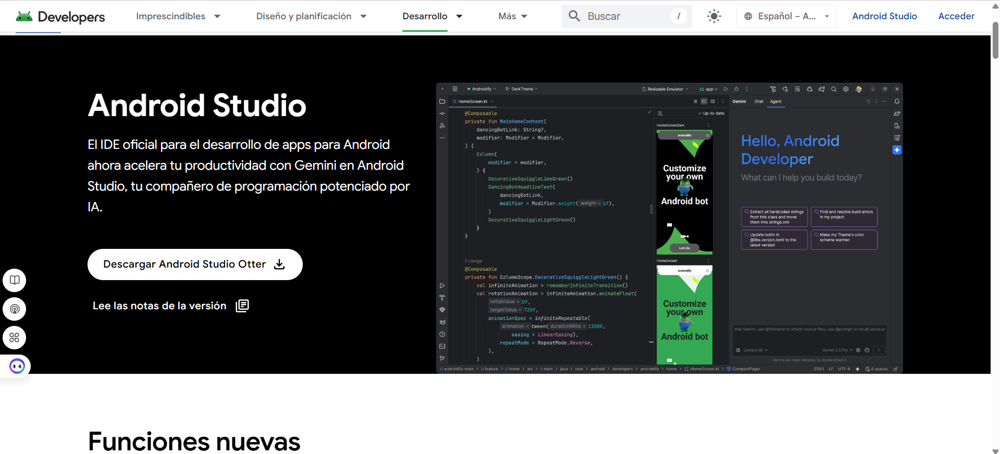 Developers
Imprescindibles
Diseño y planificación
Desarrollo
Más
Buscar
/
Español – A...
Android Studio
Acceder
Android Studio
El IDE oficial para el desarrollo de apps para Android
ahora acelera tu productividad con Gemini en Android
Studio, tu compañero de programación potenciado por
IA.
Descargar Android Studio Otter
Lee las notas de la versión
Androidify
DarkTheme
Resizable Emulator
app
HomeScreen.kt
@Composable
private fun MainHomeContent(
dancingBotLink: String?,
modifier: Modifier = Modifier,
) {
Column(
modifier = modifier,
) {
DecorativeSquiggleLimeGreen()
DancingBotHeadlineText(
dancingBotLink,
modifier = Modifier.weight( weight = 1f),
)
DecorativeSquiggleLightGreen()
}
}
1 Usage
@Composable
private fun ColumnScope.DecorativeSquiggleLightGreen() {
val infiniteAnimation = rememberInfiniteTransition()
val rotationAnimation = infiniteAnimation.animateFloat(
initialValue = 0f,
targetValue = 720f,
animationSpec = infiniteRepeatable(
animation = tween( durationMillis = 12000,
easing = LinearEasing),
repeatMode = RepeatMode.Reverse,
),
)
Up-to-date
HomeScreenDark
Androidify
Customize
your own
Android bot
Let's Go
HomeScreen
Androidify
Customize
your own
Android bot
Gemini
Chat
Agent
Hello, Android
Developer
What can I help you build today?
Extract all hardcoded strings
from this class and move
them into strings.xml
Find and resolve build errors
in my project
Update kotlin in
@libs.version.toml to the
latest version
Make my Theme's color
scheme warmer
Ask Gemini, use @filename to attach source files, use @prompt to recall saved pr
Context (6)
Gemini 2.5 Pro
Gemini can make mistakes, so double-check it
androidify-main > feature > home > src > main > java > com > android > developers > androidify > home > HomeScreen.kt > CompactPager
255:1 LF UTF-8 4 spaces
Funciones nuevas